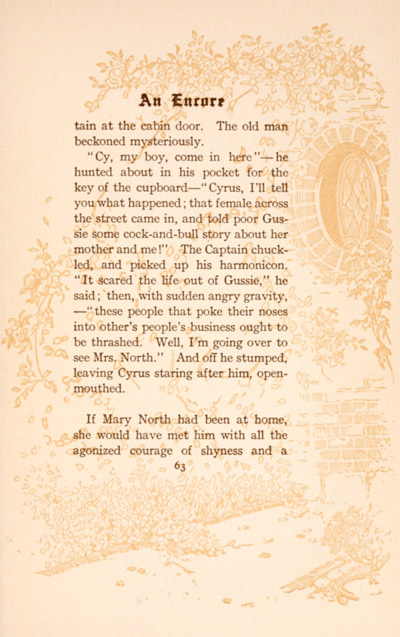 An Encore
tain at the cabin door. The old man
beckoned mysteriously.
"Cy, my boy, come in here"—he
hunted about in his pocket for the
key of the cupboard—"Cyrus, I'll tell
you what happened; that female across
the street came in, and told poor Gus-
sie some cock-and-bull story about her
mother and me!" The Captain chuck-
led, and picked up his harmonicon.
"It scared the life out of Gussie," he
said; then, with sudden angry gravity,
—"these people that poke their noses
into other's people's business ought to
be thrashed. Well, I'm going over to
see Mrs. North." And off he stumped,
leaving Cyrus staring after him, open-
mouthed.
If Mary North had been at home,
she would have met him with all the
agonized courage of shyness and a
63